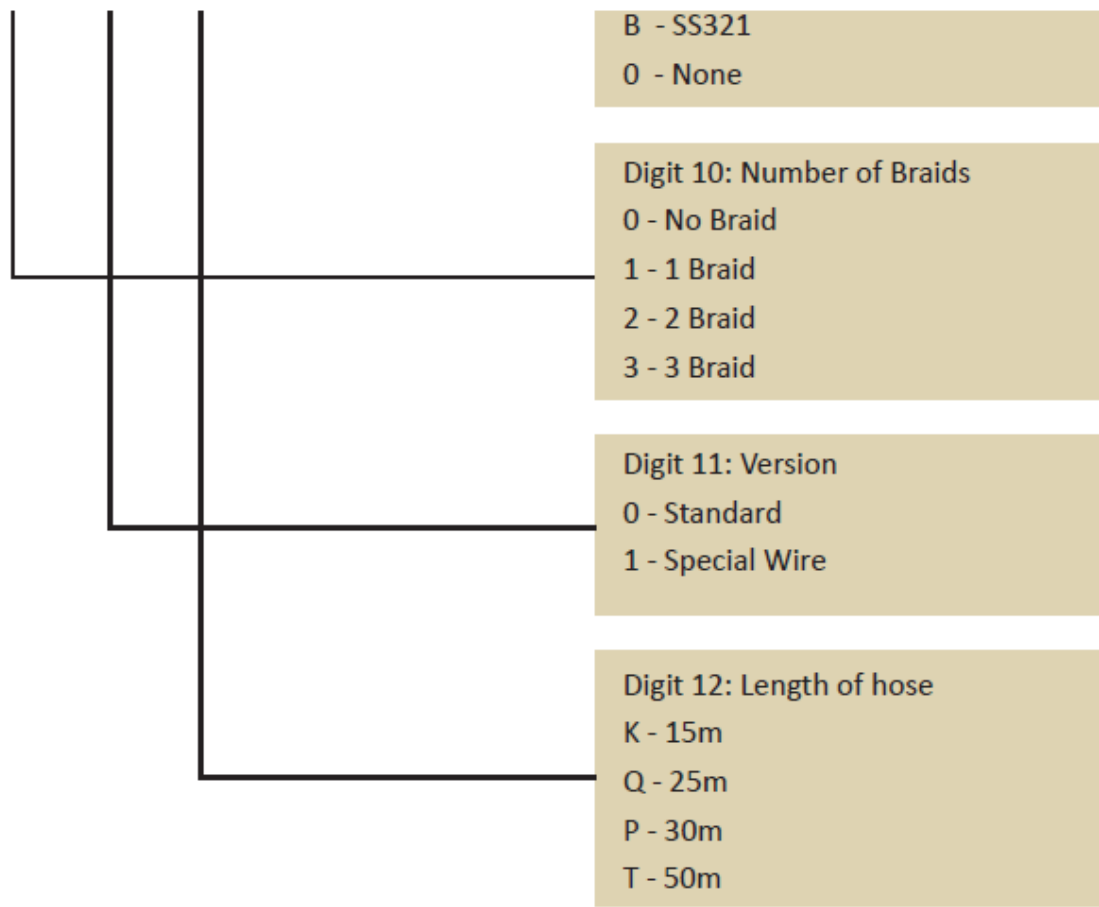 B - SS321
0 - None
Digit 10: Number of Braids
0 - No Braid
1 - 1 Braid
2 - 2 Braid
3 - 3 Braid
Digit 11: Version
0 - Standard
1 - Special Wire
Digit 12: Length of hose
K - 15m
Q - 25m
P - 30m
T - 50m